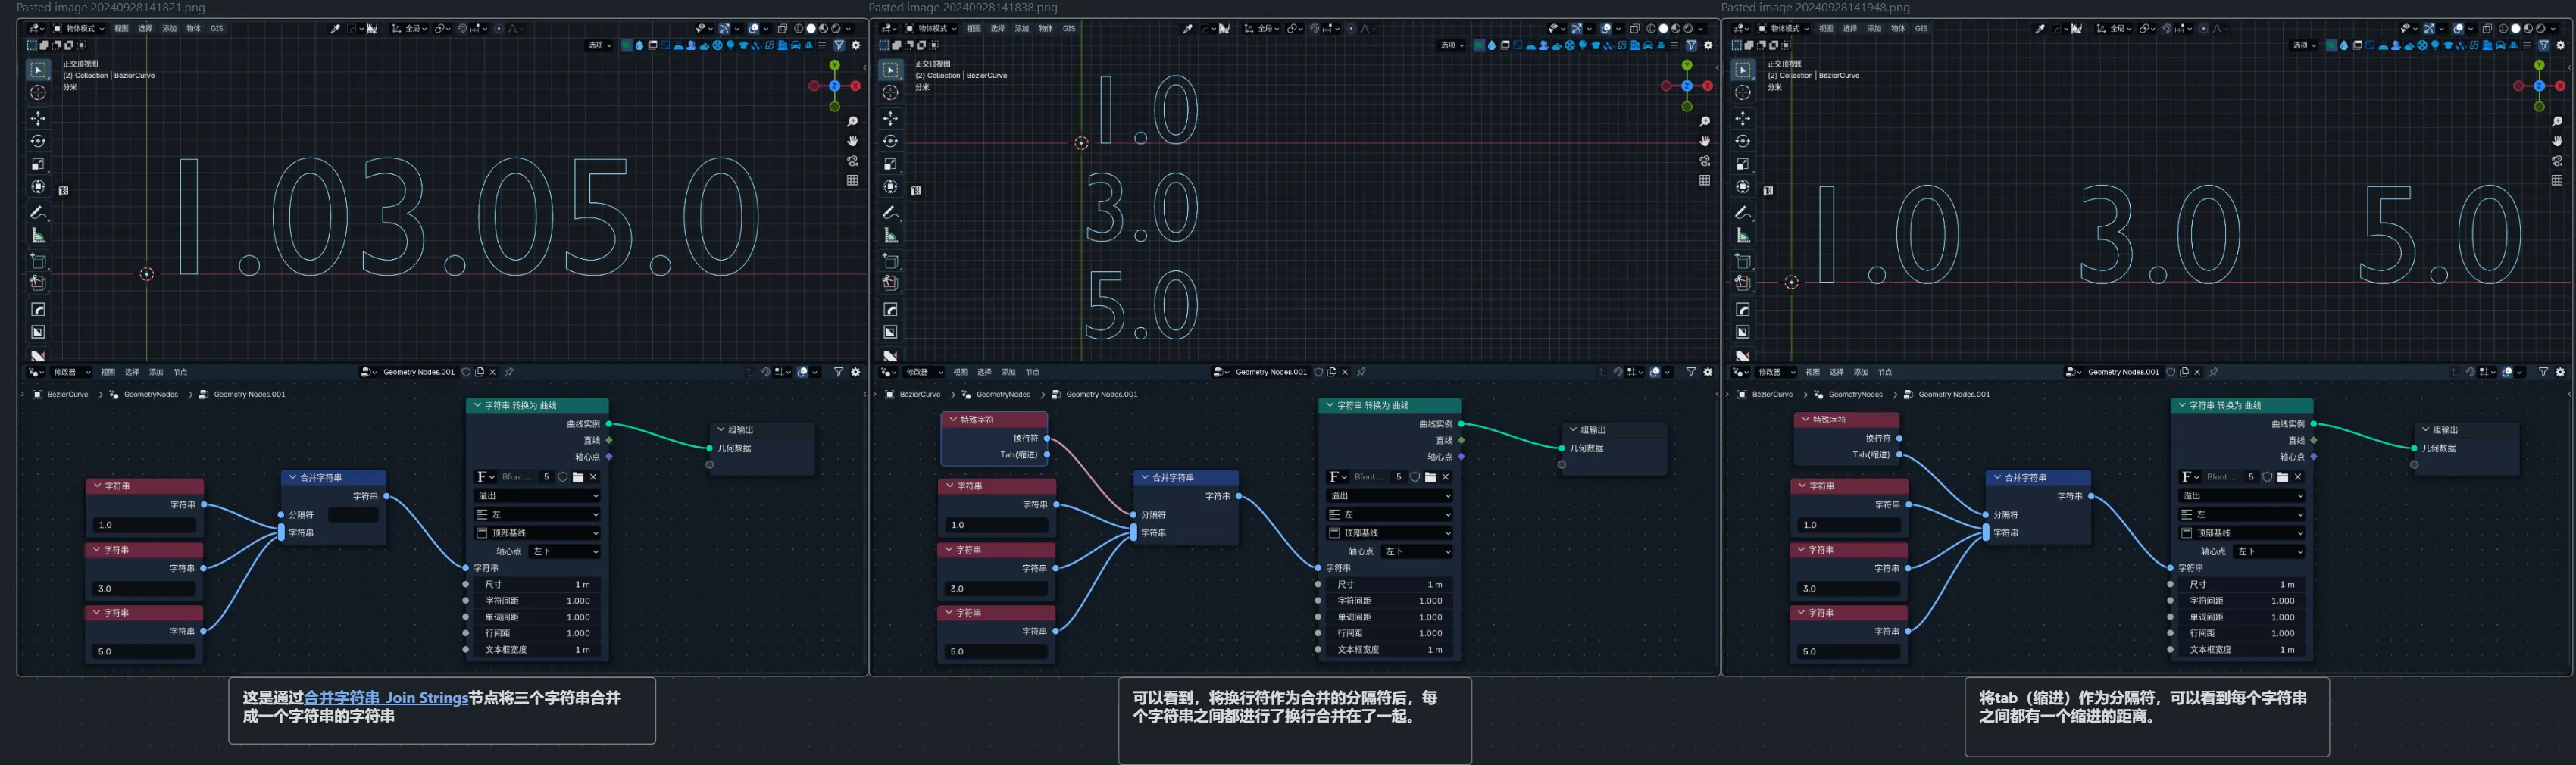 Pasted image 20240928141821.png
物体模式 视图 选择 添加 物体 GIS
全局
选项
正交顶视图
(2) Collection | BézierCurve
分米
Y
X
Z
1.03.05.0
修改器 视图 选择 添加 节点
Geometry Nodes.001
BézierCurve > GeometryNodes > Geometry Nodes.001
字符串
字符串
1.0
字符串
字符串
3.0
字符串
字符串
5.0
合并字符串
字符串
分隔符
字符串
字符串 转换为 曲线
曲线实例
直线
轴心点
F Bfont ... 5
溢出
左
顶部基线
轴心点 左下
字符串
尺寸 1 m
字符间距 1.000
单词间距 1.000
行间距 1.000
文本框宽度 1 m
组输出
几何数据
这是通过合并字符串 Join Strings节点将三个字符串合并
成一个字符串的字符串
Pasted image 20240928141838.png
物体模式 视图 选择 添加 物体 GIS
全局
选项
正交顶视图
(2) Collection | BézierCurve
分米
Y
X
Z
1.0
3.0
5.0
修改器 视图 选择 添加 节点
Geometry Nodes.001
BézierCurve > GeometryNodes > Geometry Nodes.001
特殊字符
换行符
Tab(缩进)
字符串
字符串
1.0
字符串
字符串
3.0
字符串
字符串
5.0
合并字符串
字符串
分隔符
字符串
字符串 转换为 曲线
曲线实例
直线
轴心点
F Bfont ... 5
溢出
左
顶部基线
轴心点 左下
字符串
尺寸 1 m
字符间距 1.000
单词间距 1.000
行间距 1.000
文本框宽度 1 m
组输出
几何数据
可以看到，将换行符作为合并的分隔符后，每
个字符串之间都进行了换行合并在了一起。
Pasted image 20240928141948.png
物体模式 视图 选择 添加 物体 GIS
全局
选项
正交顶视图
(2) Collection | BézierCurve
分米
Y
X
Z
1.0 3.0 5.0
修改器 视图 选择 添加 节点
Geometry Nodes.001
BézierCurve > GeometryNodes > Geometry Nodes.001
特殊字符
换行符
Tab(缩进)
字符串
字符串
1.0
字符串
字符串
3.0
字符串
字符串
5.0
合并字符串
字符串
分隔符
字符串
字符串 转换为 曲线
曲线实例
直线
轴心点
F Bfont ... 5
溢出
左
顶部基线
轴心点 左下
字符串
尺寸 1 m
字符间距 1.000
单词间距 1.000
行间距 1.000
文本框宽度 1 m
组输出
几何数据
将tab（缩进）作为分隔符，可以看到每个字符串
之间都有一个缩进的距离。